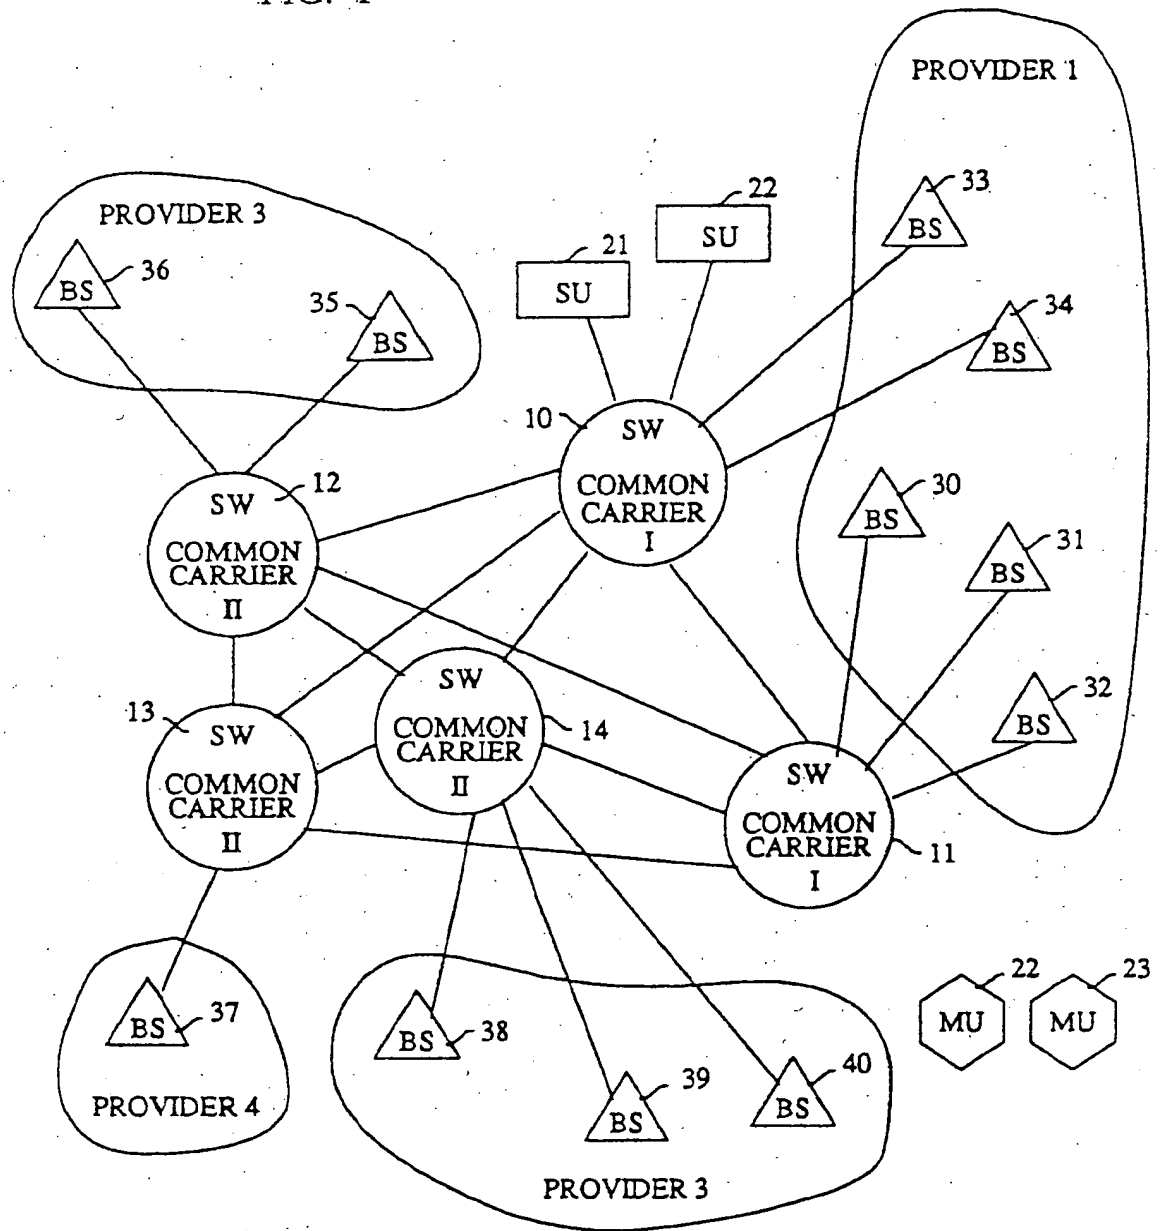 FIG. 1
PROVIDER 1
33
BS
22
SU
PROVIDER 3
36
BS
21
SU
35
BS
34
BS
10
SW
COMMON
CARRIER
I
12
SW
COMMON
CARRIER
II
30
BS
31
BS
32
BS
13
SW
COMMON
CARRIER
II
SW
COMMON
CARRIER
II
14
SW
COMMON
CARRIER
I
11
37
BS
PROVIDER 4
38
BS
39
BS
40
BS
PROVIDER 3
22
MU
23
MU